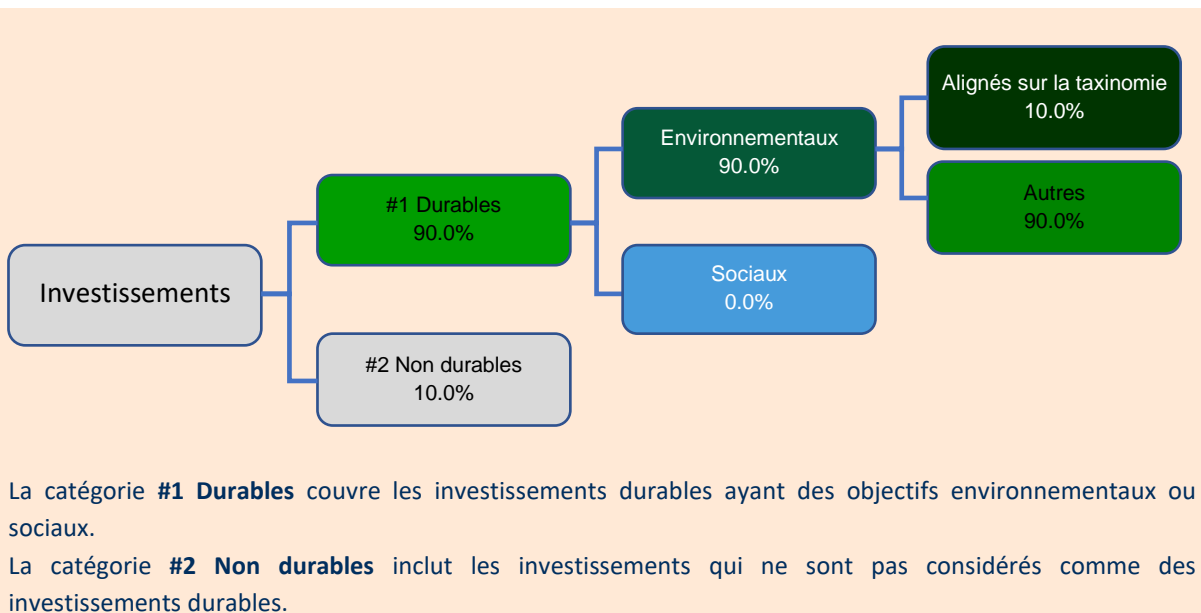 Alignés sur la taxinomie
10.0%
Environnementaux
90.0%
Autres
90.0%
#1 Durables
90.0%
Sociaux
0.0%
Investissements
#2 Non durables
10.0%
La catégorie #1 Durables couvre les investissements durables ayant des objectifs environnementaux ou
sociaux.
La catégorie #2 Non durables inclut les investissements qui ne sont pas considérés comme des
investissements durables.